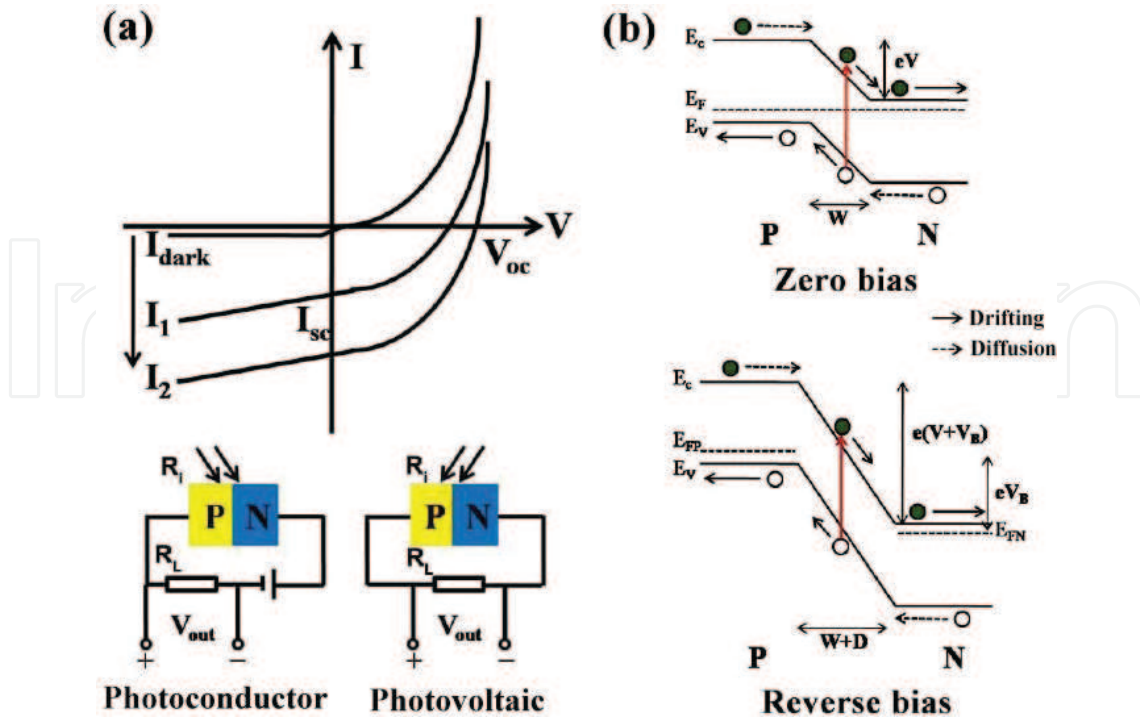 (a)
I
V
V_oc
I_dark
I_1
I_sc
I_2
R_i
P N
R_L
V_out
+ −
Photoconductor
R_i
P N
R_L
V_out
+ −
Photovoltaic
(b)
E_c
eV
E_F
E_V
W
P N
Zero bias
Drifting
Diffusion
E_c
e(V+V_B)
E_FP
E_V
eV_B
E_FN
W+D
P N
Reverse bias